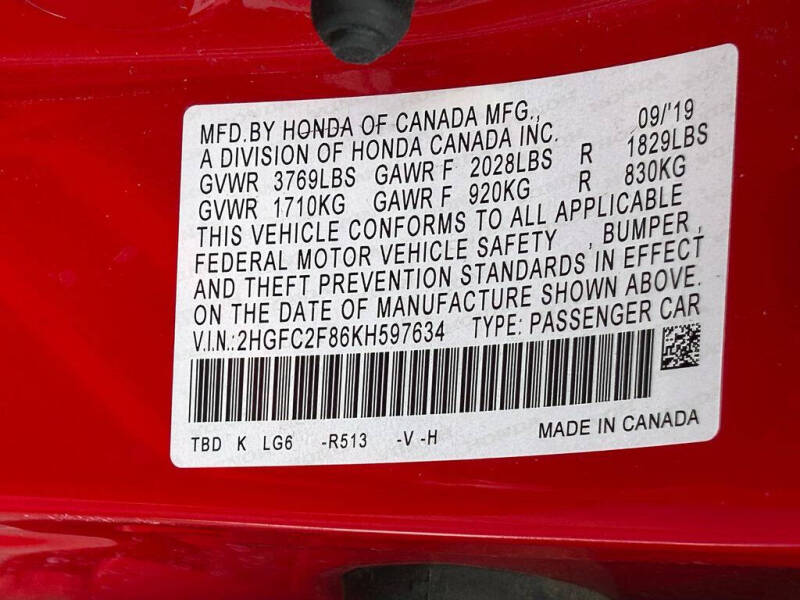 MFD. BY HONDA OF CANADA MFG., 09/'19
A DIVISION OF HONDA CANADA INC.
GVWR 3769LBS GAWR F 2028LBS R 1829LBS
GVWR 1710KG GAWR F 920KG R 830KG
THIS VEHICLE CONFORMS TO ALL APPLICABLE
FEDERAL MOTOR VEHICLE SAFETY , BUMPER ,
AND THEFT PREVENTION STANDARDS IN EFFECT
ON THE DATE OF MANUFACTURE SHOWN ABOVE.
V.I.N.:2HGFC2F86KH597634 TYPE: PASSENGER CAR
TBD K LG6 -R513 -V -H MADE IN CANADA